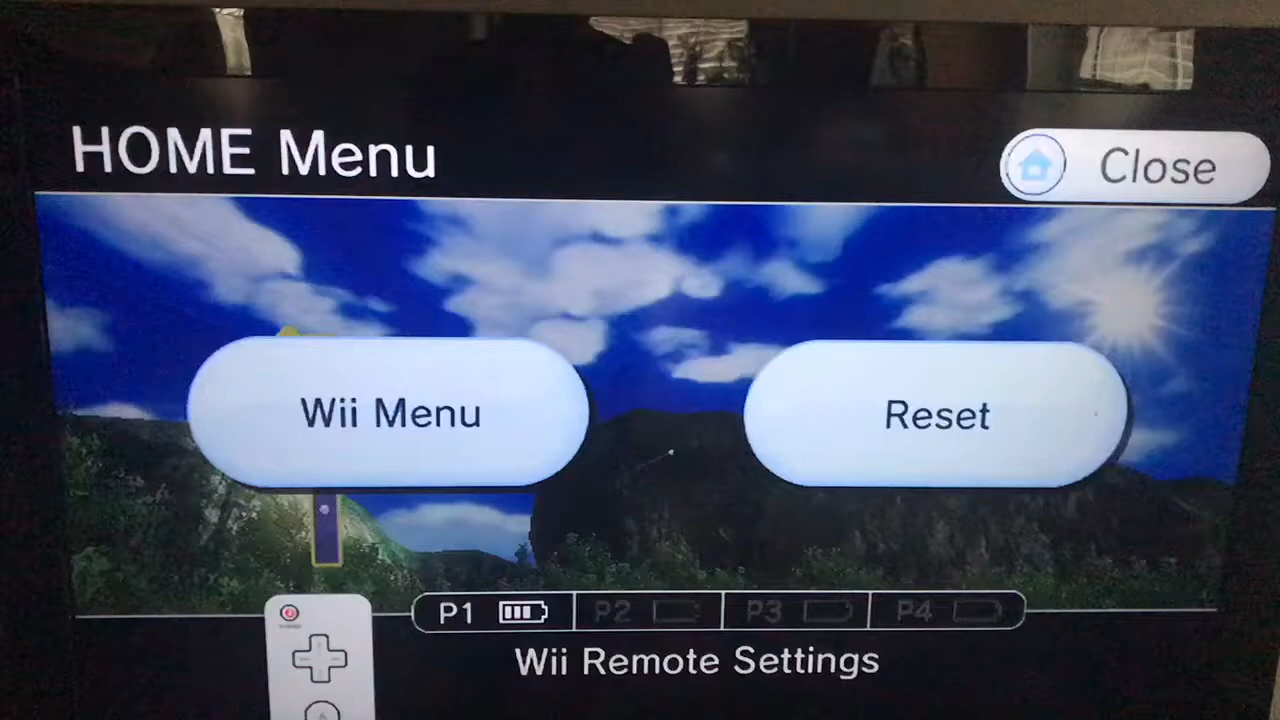 HOME Menu
Close
Wii Menu
Reset
P1
P2
P3
P4
Wii Remote Settings